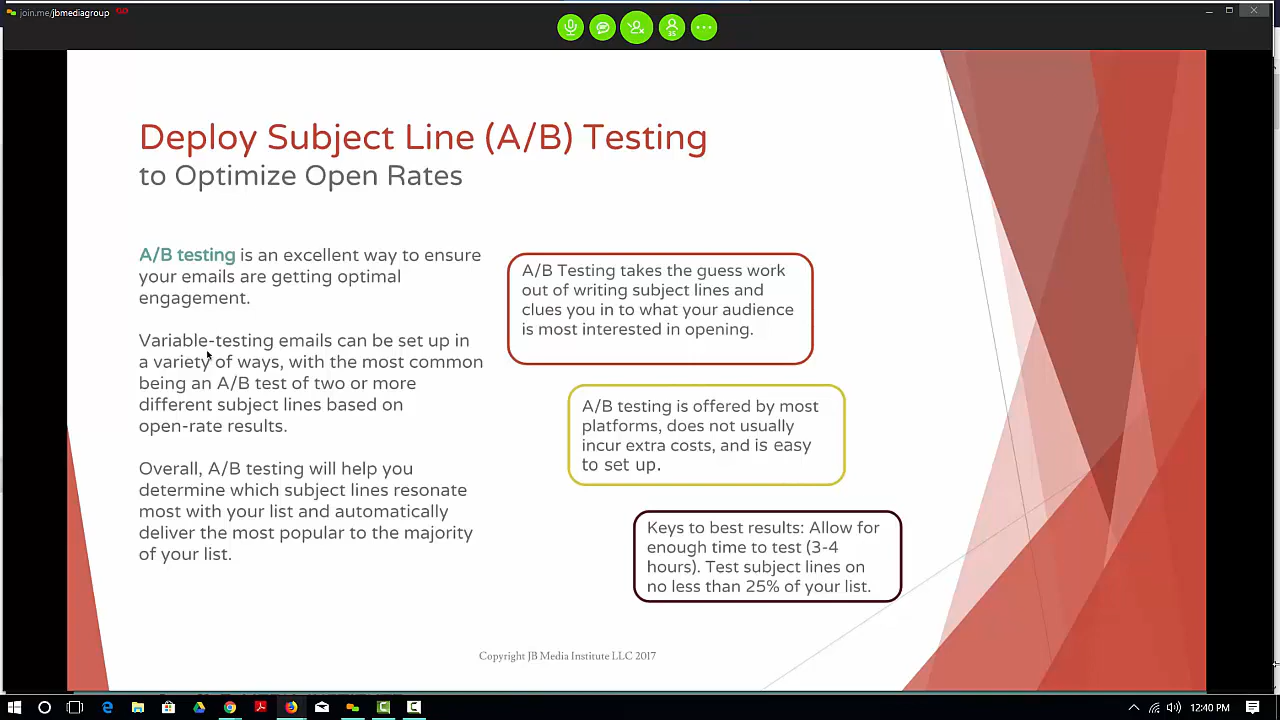 join.me/jbmediagroup
35
Deploy Subject Line (A/B) Testing
to Optimize Open Rates
A/B testing is an excellent way to ensure
your emails are getting optimal
engagement.
Variable-testing emails can be set up in
a variety of ways, with the most common
being an A/B test of two or more
different subject lines based on
open-rate results.
Overall, A/B testing will help you
determine which subject lines resonate
most with your list and automatically
deliver the most popular to the majority
of your list.
A/B Testing takes the guess work
out of writing subject lines and
clues you in to what your audience
is most interested in opening.
A/B testing is offered by most
platforms, does not usually
incur extra costs, and is easy
to set up.
Keys to best results: Allow for
enough time to test (3-4
hours). Test subject lines on
no less than 25% of your list.
Copyright JB Media Institute LLC 2017
12:40 PM